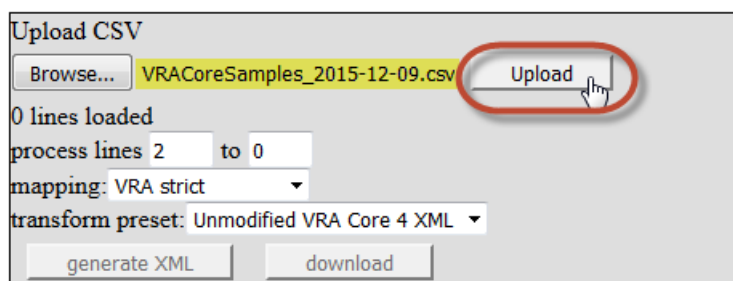 Upload CSV
Browse... VRACoreSamples_2015-12-09.csv Upload
0 lines loaded
process lines 2 to 0
mapping: VRA strict
transform preset: Unmodified VRA Core 4 XML
generate XML download